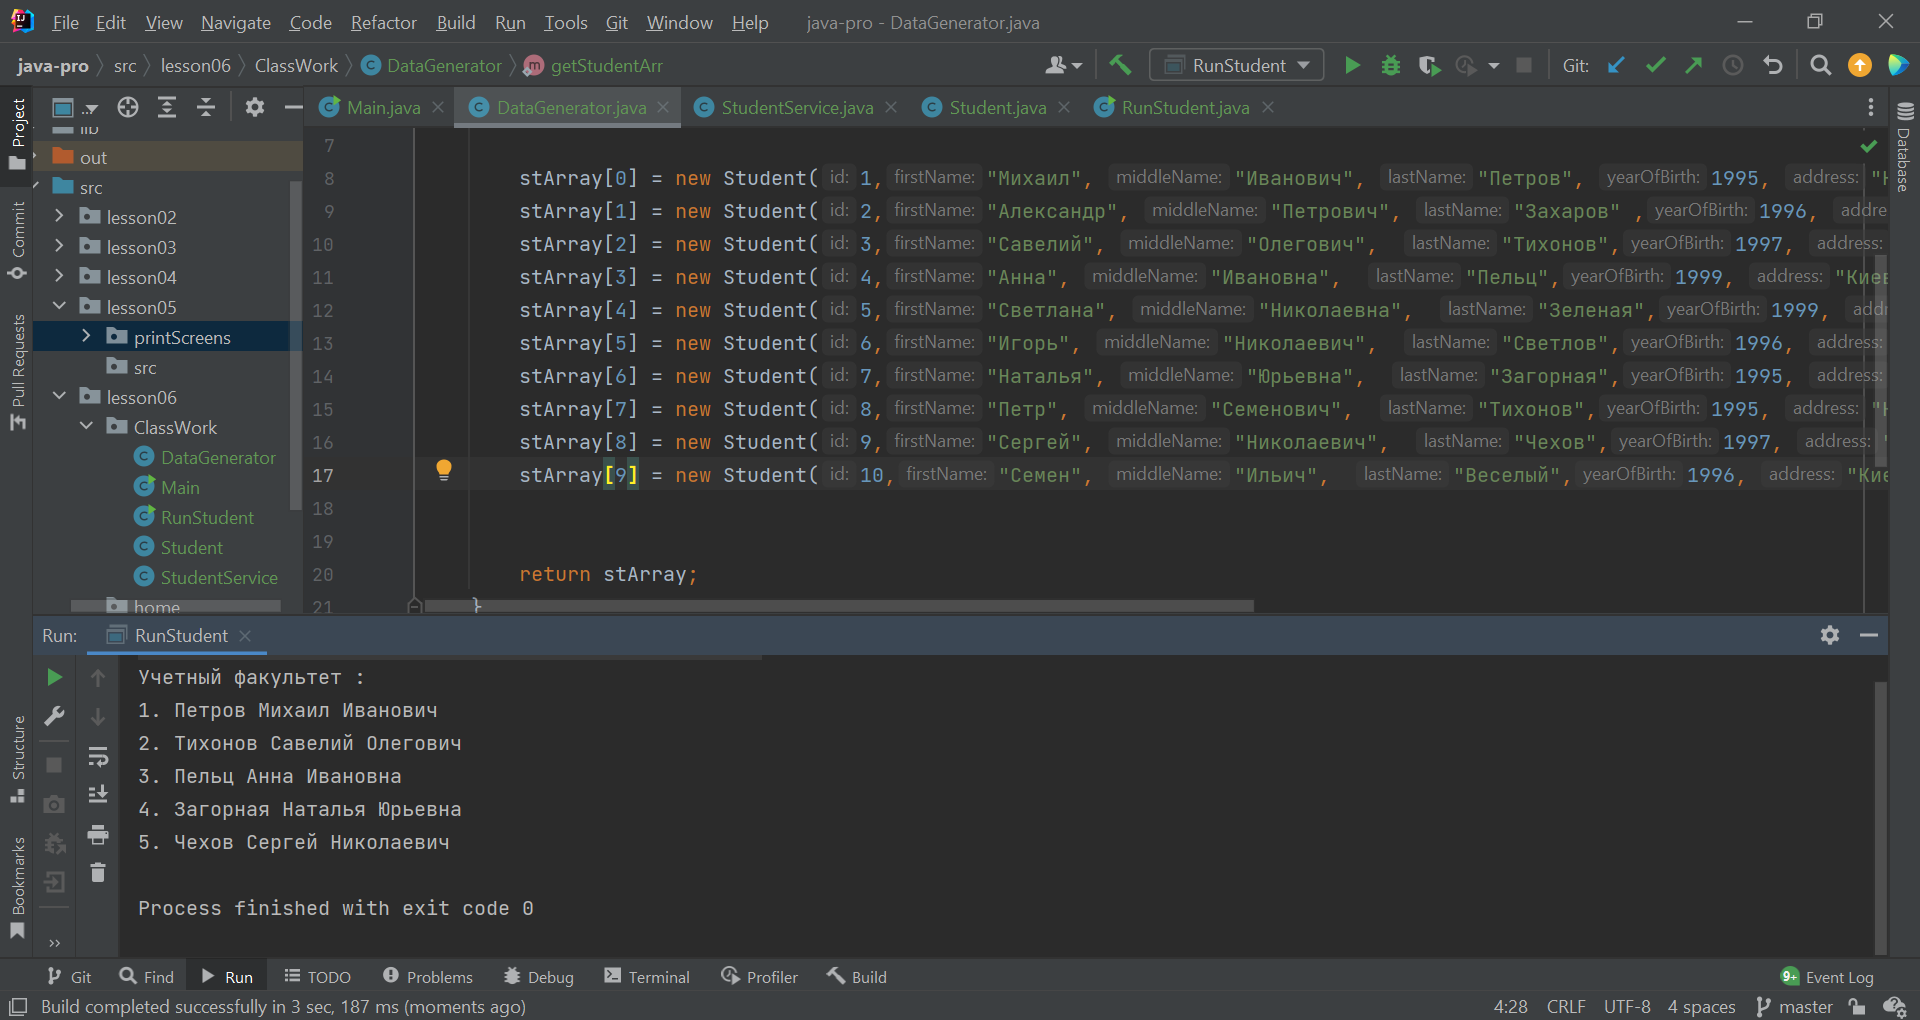 File Edit View Navigate Code Refactor Build Run Tools Git Window Help java-pro - DataGenerator.java
java-pro src lesson06 ClassWork DataGenerator getStudentArr RunStudent Git:
Main.java DataGenerator.java StudentService.java Student.java RunStudent.java
Project
Commit
Pull Requests
Structure
Bookmarks
Database
lib
out
src
lesson02
lesson03
lesson04
lesson05
printScreens
src
lesson06
ClassWork
DataGenerator
Main
RunStudent
Student
StudentService
home
7
8 stArray[0] = new Student( id: 1, firstName: "Михаил", middleName: "Иванович", lastName: "Петров", yearOfBirth: 1995, address:
9 stArray[1] = new Student( id: 2, firstName: "Александр", middleName: "Петрович", lastName: "Захаров" , yearOfBirth: 1996, addre
10 stArray[2] = new Student( id: 3, firstName: "Савелий", middleName: "Олегович", lastName: "Тихонов", yearOfBirth: 1997, address:
11 stArray[3] = new Student( id: 4, firstName: "Анна", middleName: "Ивановна", lastName: "Пельц", yearOfBirth: 1999, address: "Кие
12 stArray[4] = new Student( id: 5, firstName: "Светлана", middleName: "Николаевна", lastName: "Зеленая", yearOfBirth: 1999, add
13 stArray[5] = new Student( id: 6, firstName: "Игорь", middleName: "Николаевич", lastName: "Светлов", yearOfBirth: 1996, address:
14 stArray[6] = new Student( id: 7, firstName: "Наталья", middleName: "Юрьевна", lastName: "Загорная", yearOfBirth: 1995, address:
15 stArray[7] = new Student( id: 8, firstName: "Петр", middleName: "Семенович", lastName: "Тихонов", yearOfBirth: 1995, address:
16 stArray[8] = new Student( id: 9, firstName: "Сергей", middleName: "Николаевич", lastName: "Чехов", yearOfBirth: 1997, address: "
17 stArray[9] = new Student( id: 10, firstName: "Семен", middleName: "Ильич", lastName: "Веселый", yearOfBirth: 1996, address: "Кие
18
19
20 return stArray;
21 }
Run: RunStudent
Учетный факультет :
1. Петров Михаил Иванович
2. Тихонов Савелий Олегович
3. Пельц Анна Ивановна
4. Загорная Наталья Юрьевна
5. Чехов Сергей Николаевич
Process finished with exit code 0
Git Find Run TODO Problems Debug Terminal Profiler Build 9+ Event Log
Build completed successfully in 3 sec, 187 ms (moments ago) 4:28 CRLF UTF-8 4 spaces master